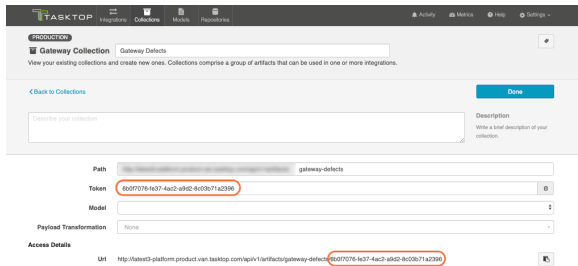 TASKTOP
Integrations Collections Models Repositories
Activity Metrics Help Settings
PRODUCTION
Gateway Collection Gateway Defects
View your existing collections and create new ones. Collections comprise a group of artifacts that can be used in one or more integrations.
Back to Collections
Done
Describe your collection
Description
Write a brief description of your
collection.
Path gateway-defects
Token 6b0f7076-fe37-4ac2-a9d2-8c03b71a2396
Model
Payload Transformation None
Access Details
Url http://latest3-platform.product.van.tasktop.com/api/v1/artifacts/gateway-defects/6b0f7076-fe37-4ac2-a9d2-8c03b71a2396